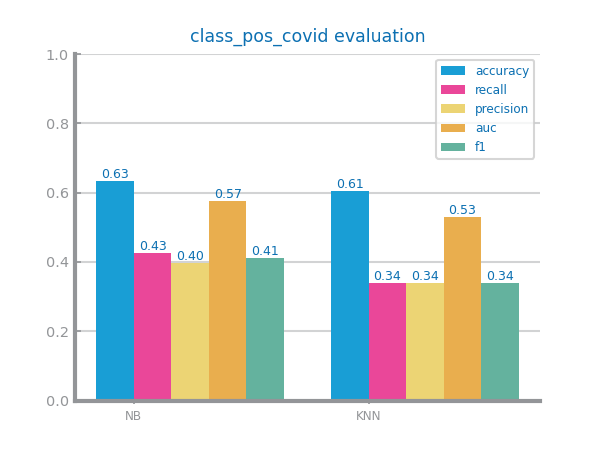 class_pos_covid evaluation
1.0
0.8
0.6
0.4
0.2
0.0
accuracy
recall
precision
auc
f1
0.63
0.43
0.40
0.57
0.41
0.61
0.34
0.34
0.53
0.34
NB
KNN